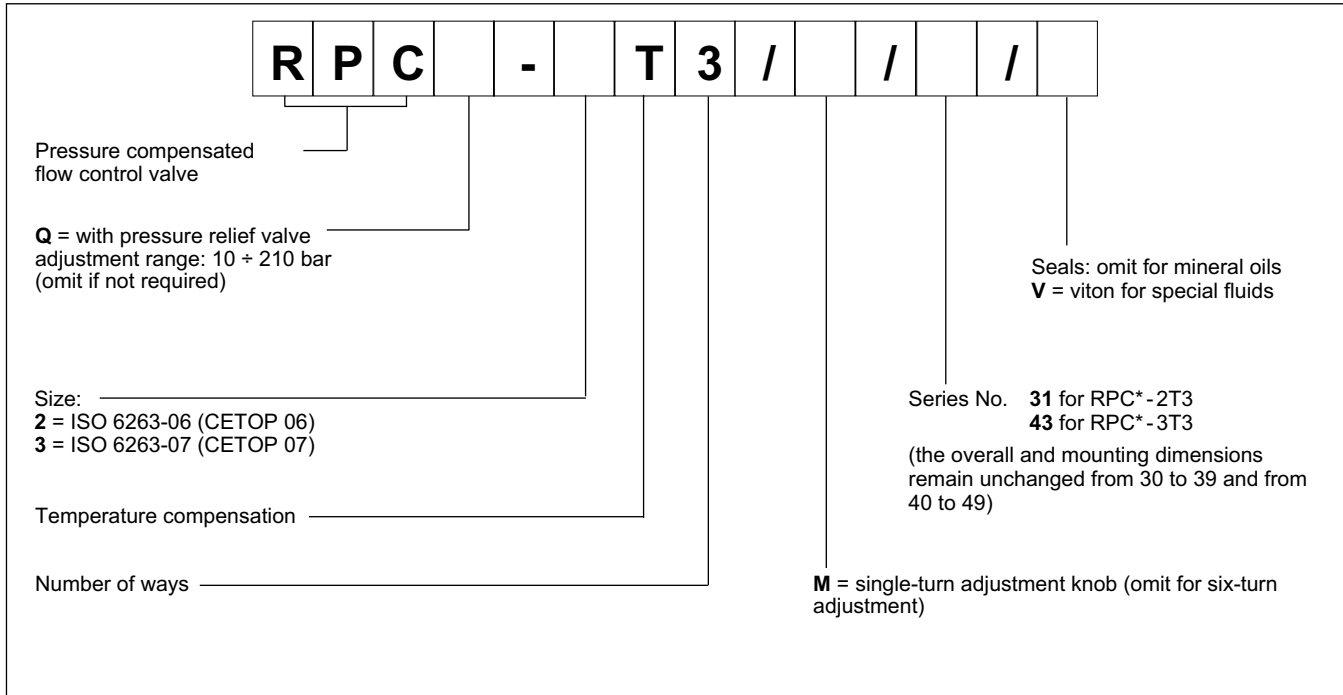 R P C - T 3 / / /
Pressure compensated
flow control valve
Q = with pressure relief valve
adjustment range: 10 ÷ 210 bar
(omit if not required)
Seals: omit for mineral oils
V = viton for special fluids
Size:
2 = ISO 6263-06 (CETOP 06)
3 = ISO 6263-07 (CETOP 07)
Series No. 31 for RPC*-2T3
43 for RPC*-3T3
(the overall and mounting dimensions
remain unchanged from 30 to 39 and from
40 to 49)
Temperature compensation
Number of ways
M = single-turn adjustment knob (omit for six-turn
adjustment)